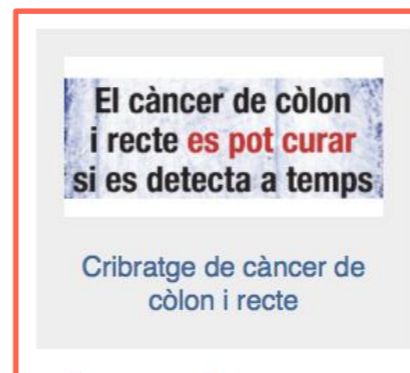 El càncer de còlon
i recte es pot curar
si es detecta a temps
Cribratge de càncer de
còlon i recte